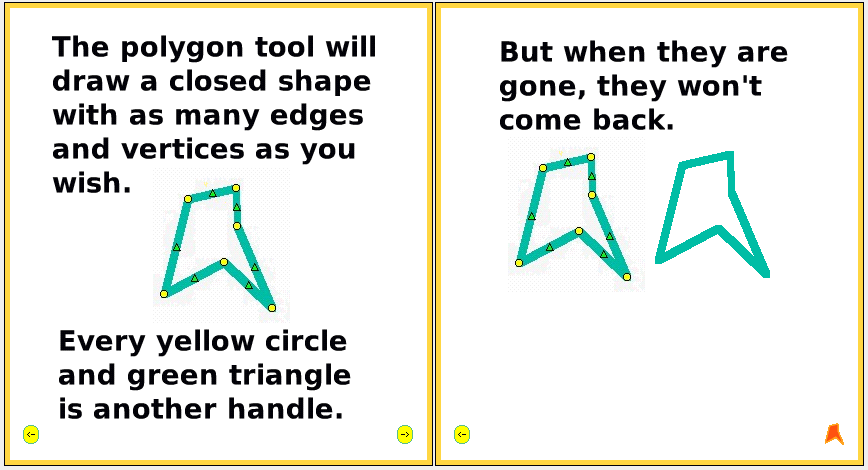 The polygon tool will
draw a closed shape
with as many edges
and vertices as you
wish.
Every yellow circle
and green triangle
is another handle.
But when they are
gone, they won't
come back.